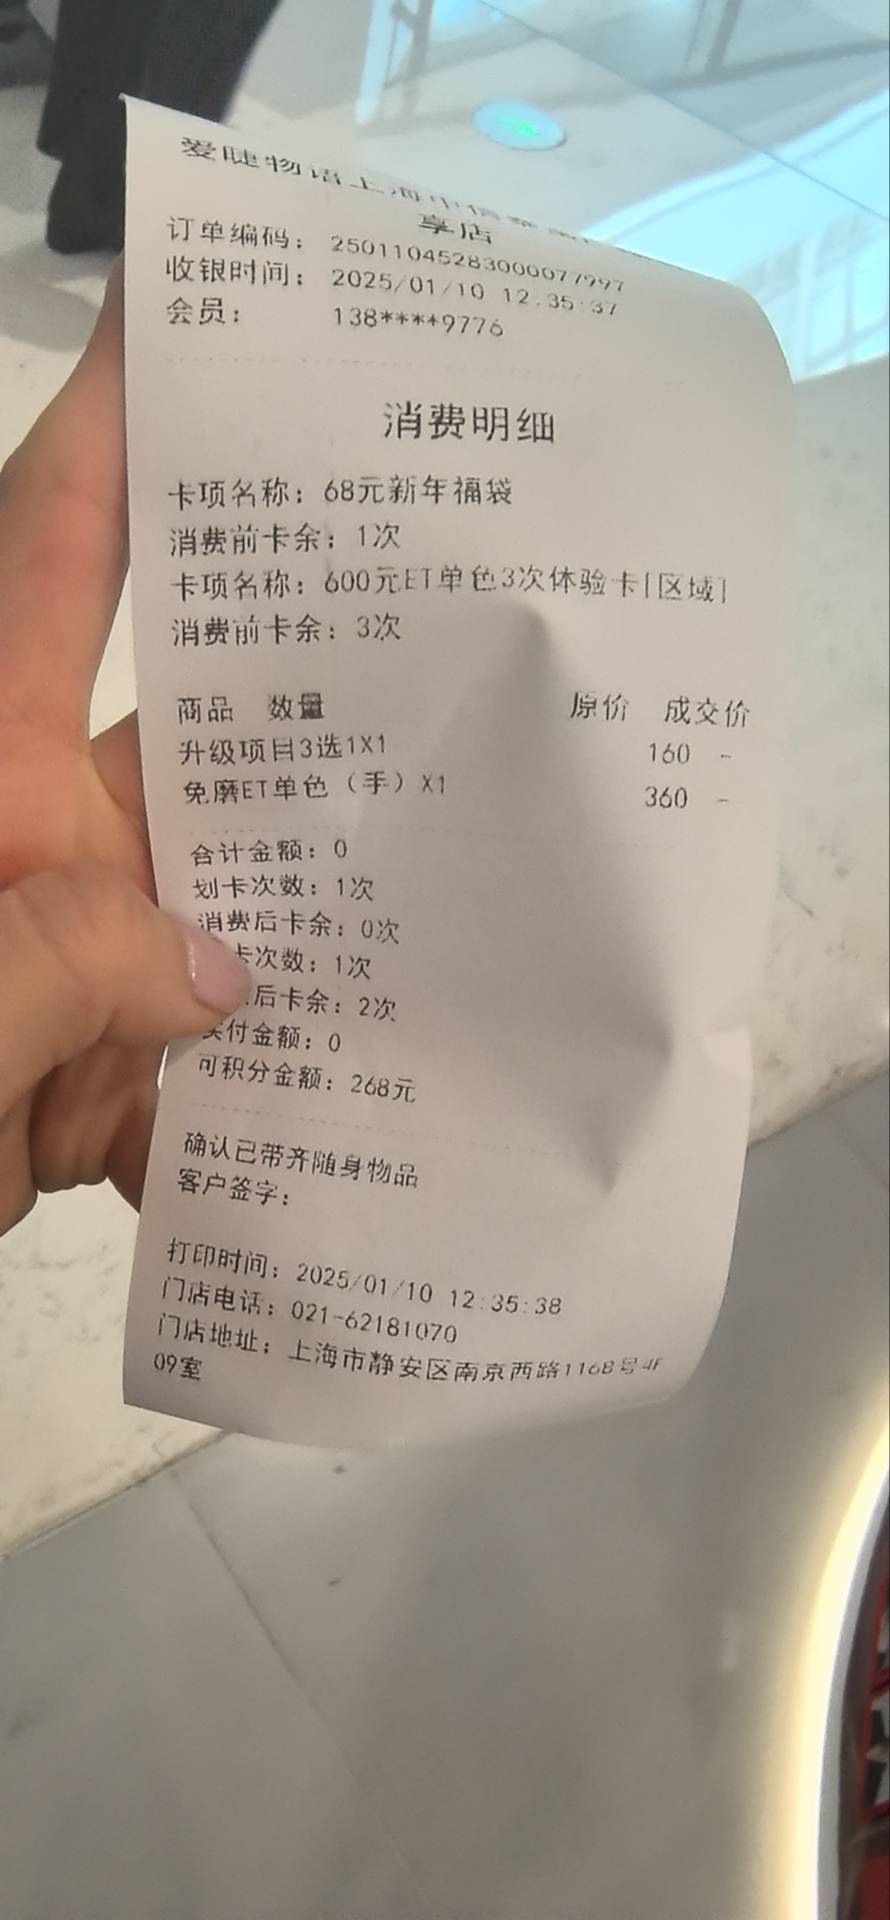 爱睫物语上海中信泰
享店
订单编码：25011045283000077997
收银时间：2025/01/10 12:35:37
会员：138****9776
消费明细
卡项名称：68元新年福袋
消费前卡余：1次
卡项名称：600元ET单色3次体验卡[区域]
消费前卡余：3次
商品 数量 原价 成交价
升级项目3选1X1 160 -
免磨ET单色（手）X1 360 -
合计金额：0
划卡次数：1次
消费后卡余：0次
卡次数：1次
后卡余：2次
实付金额：0
可积分金额：268元
确认已带齐随身物品
客户签字：
打印时间：2025/01/10 12:35:38
门店电话：021-62181070
门店地址：上海市静安区南京西路1168号4F
09室